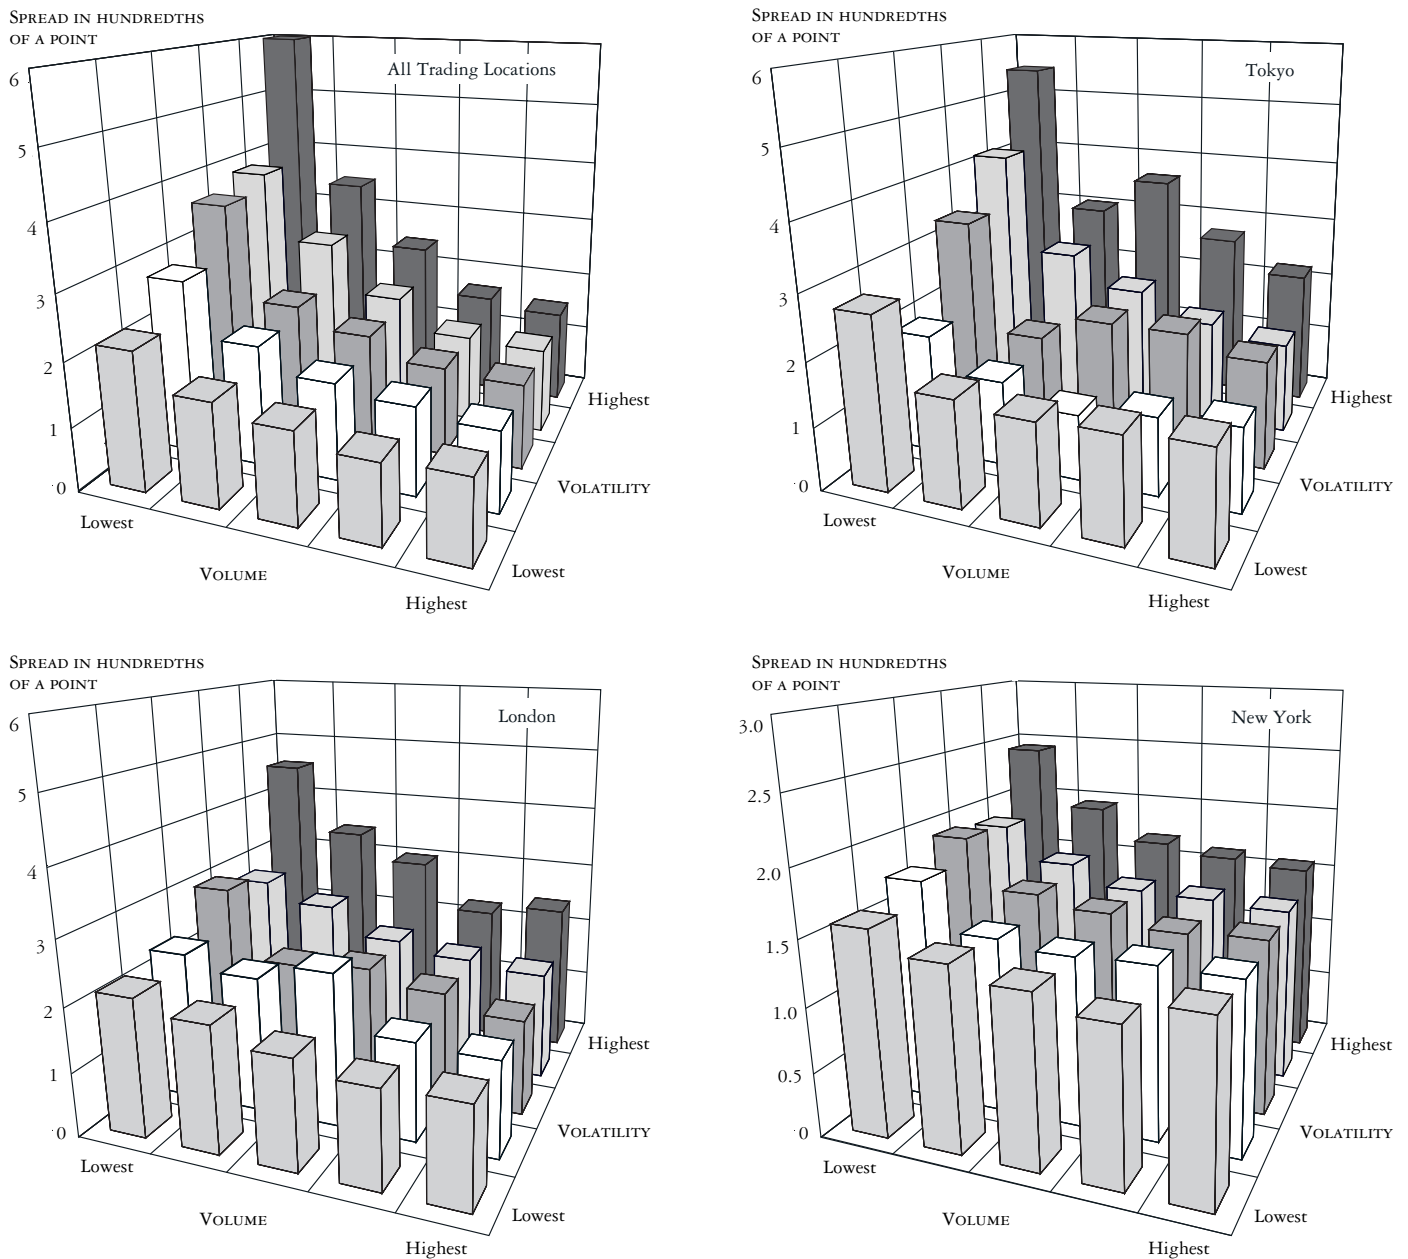 SPREAD IN HUNDREDTHS
OF A POINT
All Trading Locations
6
5
4
3
2
1
0
Lowest
VOLUME
Highest
Lowest
VOLATILITY
Highest
SPREAD IN HUNDREDTHS
OF A POINT
Tokyo
6
5
4
3
2
1
0
Lowest
VOLUME
Highest
Lowest
VOLATILITY
Highest
SPREAD IN HUNDREDTHS
OF A POINT
London
6
5
4
3
2
1
0
Lowest
VOLUME
Highest
Lowest
VOLATILITY
Highest
SPREAD IN HUNDREDTHS
OF A POINT
New York
3.0
2.5
2.0
1.5
1.0
0.5
0
Lowest
VOLUME
Highest
Lowest
VOLATILITY
Highest